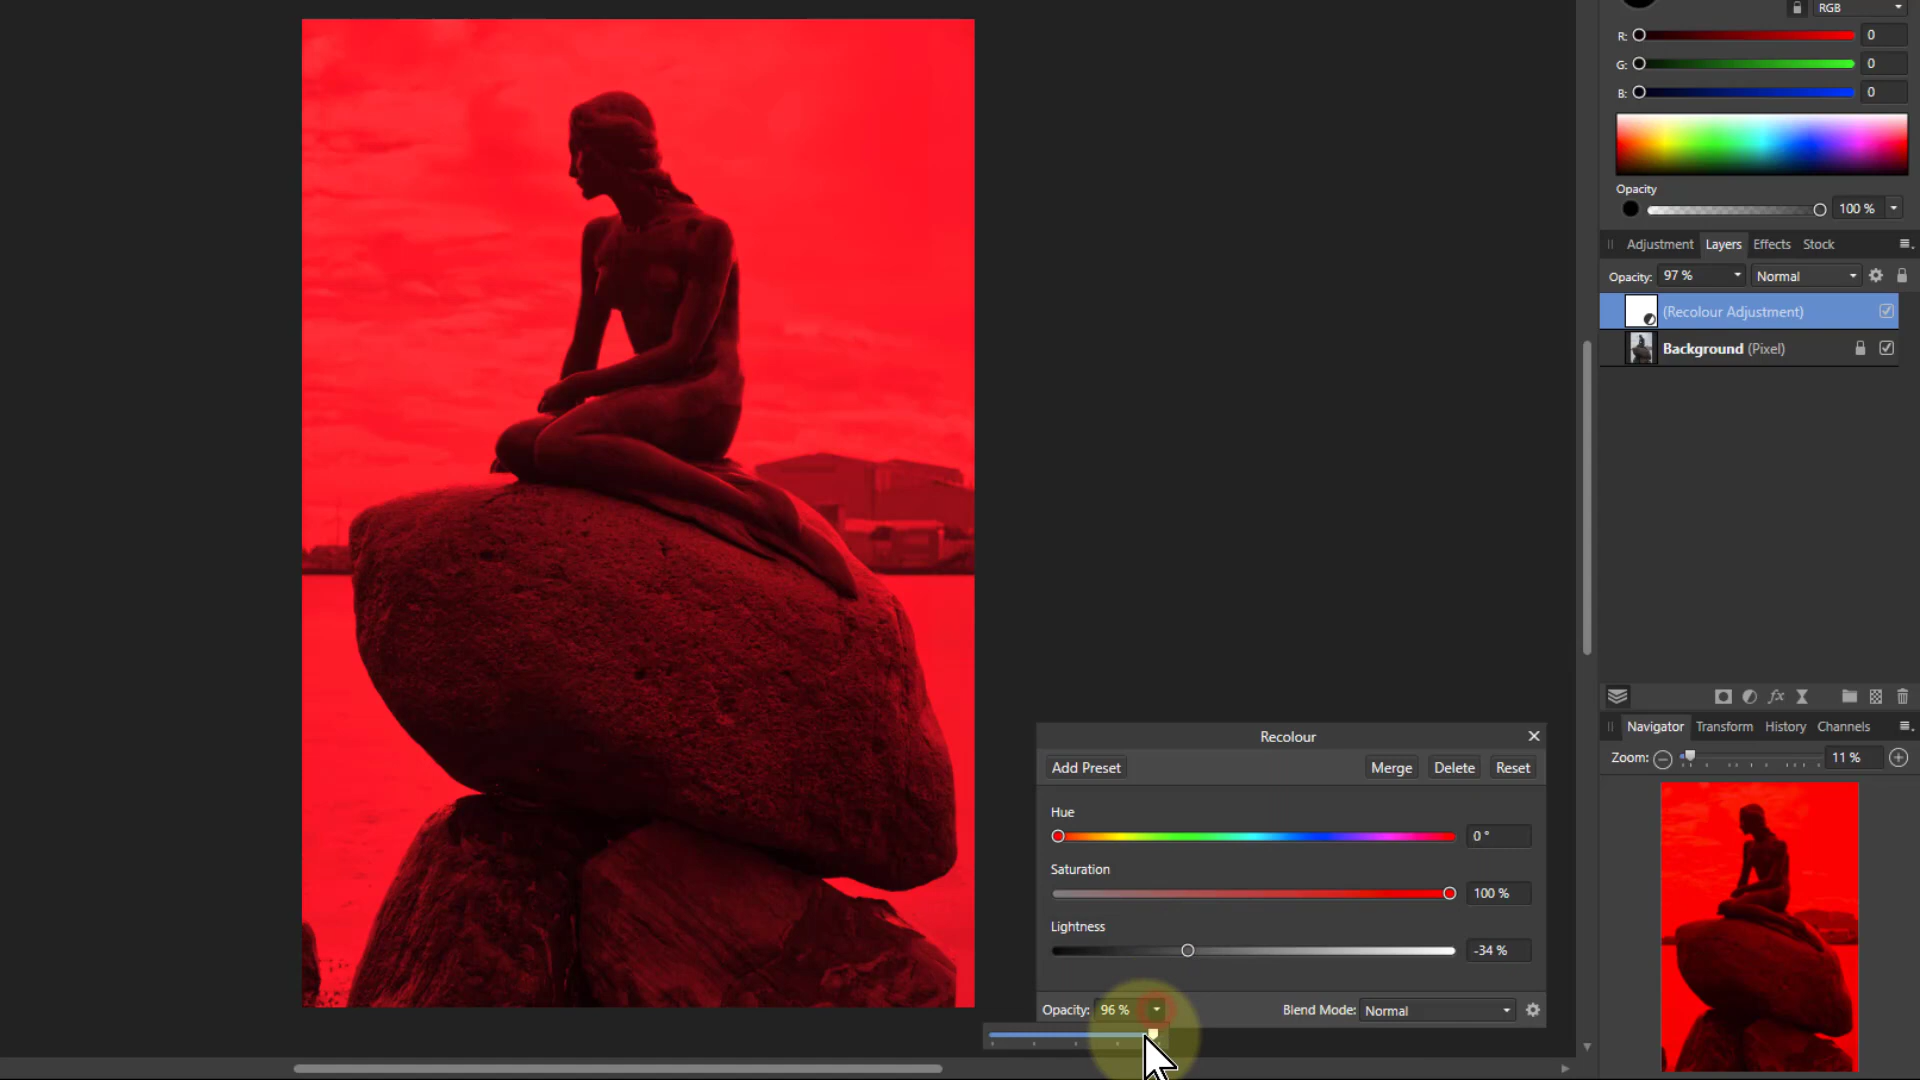 RGB
R: 0
G: 0
B: 0
Opacity
100 %
Adjustment Layers Effects Stock
Opacity: 97 % Normal
(Recolour Adjustment)
Background (Pixel)
Navigator Transform History Channels
Zoom: 11 %
Recolour
Add Preset Merge Delete Reset
Hue
0 °
Saturation
100 %
Lightness
-34 %
Opacity: 96 % Blend Mode: Normal